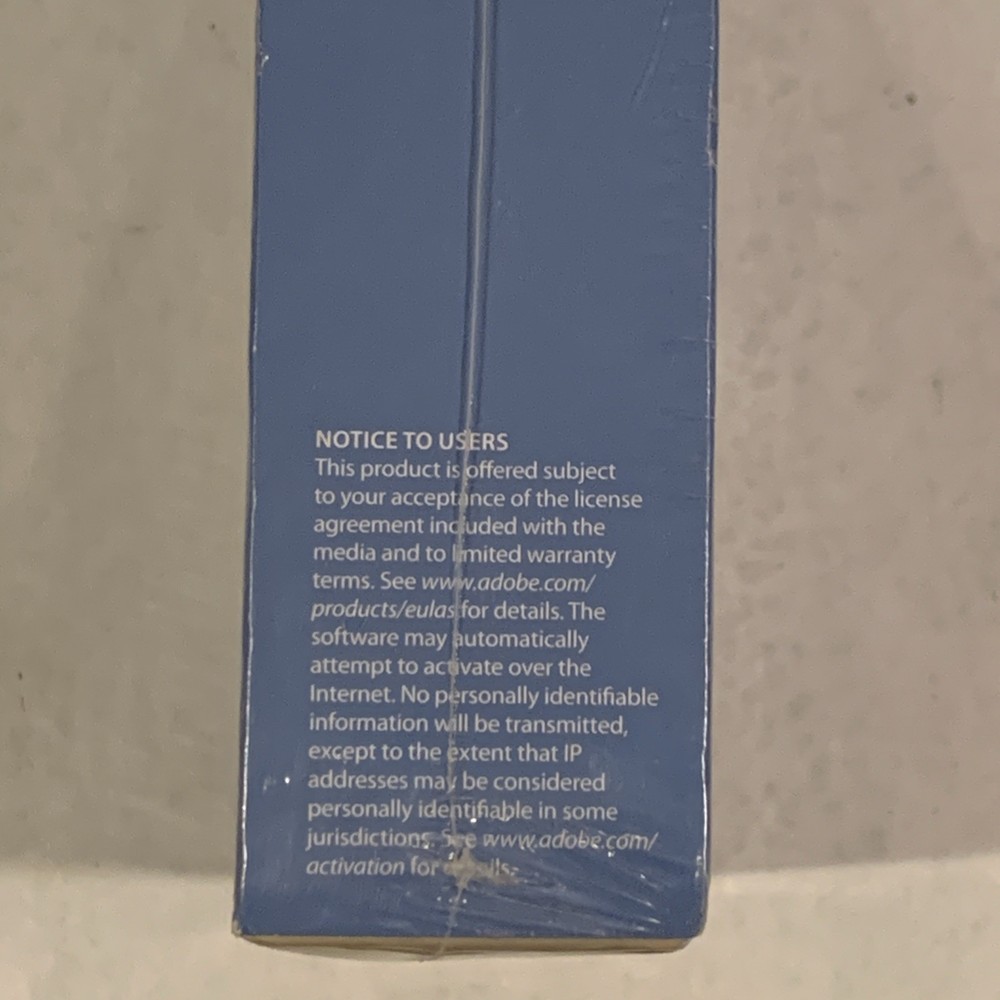 NOTICE TO USERS
This product is offered subject
to your acceptance of the license
agreement included with the
media and to limited warranty
terms. See www.adobe.com/
products/eulas for details. The
software may automatically
attempt to activate over the
Internet. No personally identifiable
information will be transmitted,
except to the extent that IP
addresses may be considered
personally identifiable in some
jurisdictions. See www.adobe.com/
activation for details.